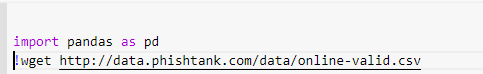 import pandas as pd
!wget http://data.phishtank.com/data/online-valid.csv